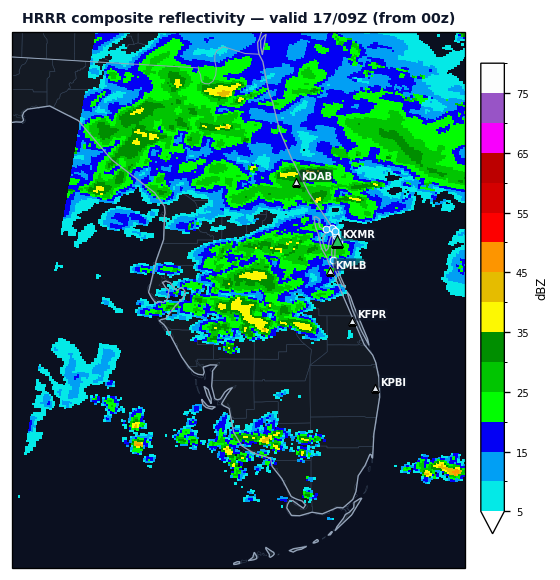 HRRR composite reflectivity — valid 17/09Z (from 00z)
KDAB
KXMR
KMLB
KFPR
KPBI
75
65
55
45
35
25
15
5
dBZ